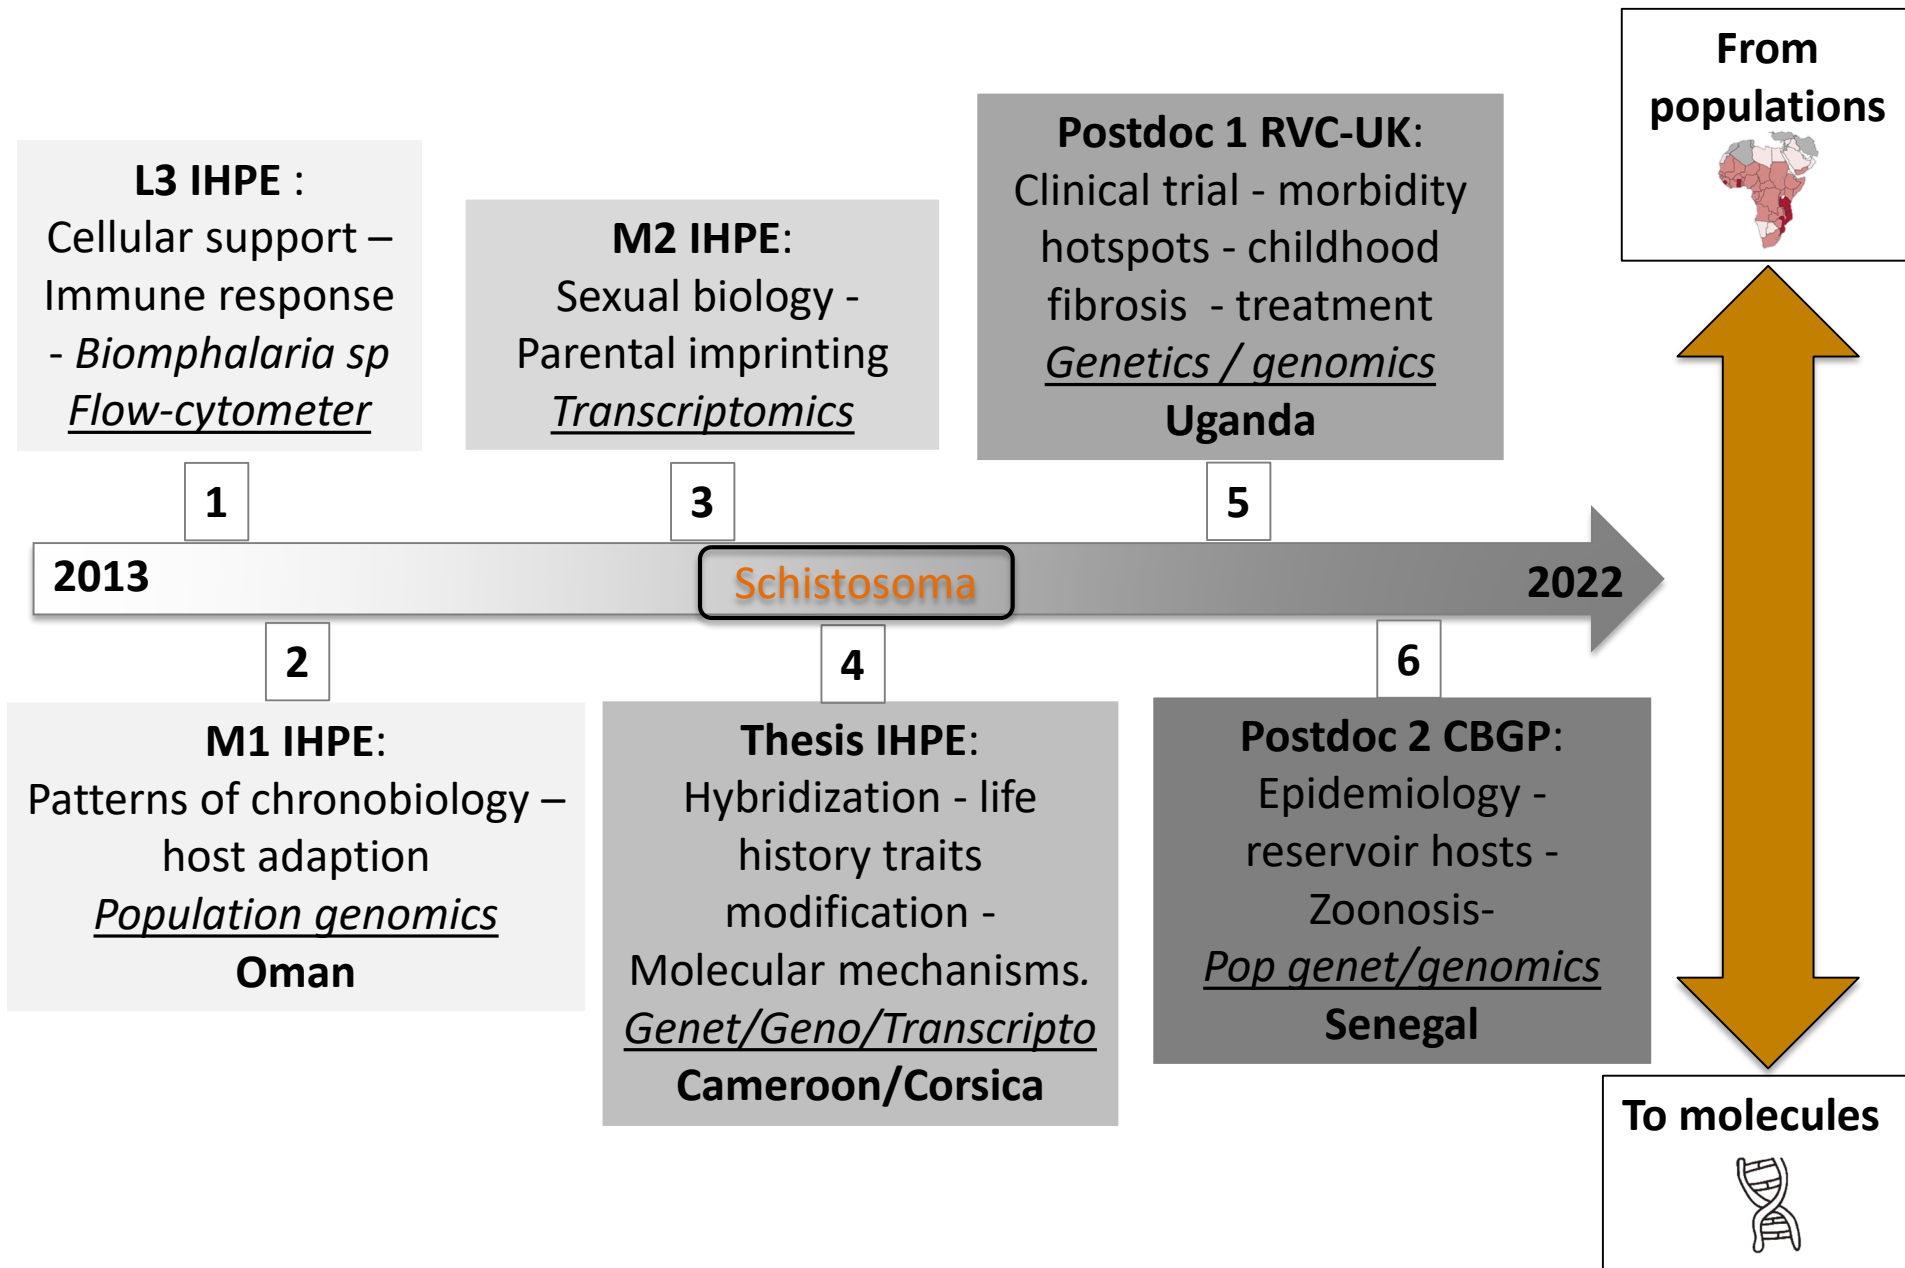 From
populations
L3 IHPE :
Cellular support –
Immune response
- Biomphalaria sp
Flow-cytometer
M2 IHPE:
Sexual biology -
Parental imprinting
Transcriptomics
Postdoc 1 RVC-UK:
Clinical trial - morbidity
hotspots - childhood
fibrosis - treatment
Genetics / genomics
Uganda
1
3
5
2013
Schistosoma
2022
2
4
6
M1 IHPE:
Patterns of chronobiology –
host adaption
Population genomics
Oman
Thesis IHPE:
Hybridization - life
history traits
modification -
Molecular mechanisms.
Genet/Geno/Transcripto
Cameroon/Corsica
Postdoc 2 CBGP:
Epidemiology -
reservoir hosts -
Zoonosis-
Pop genet/genomics
Senegal
To molecules